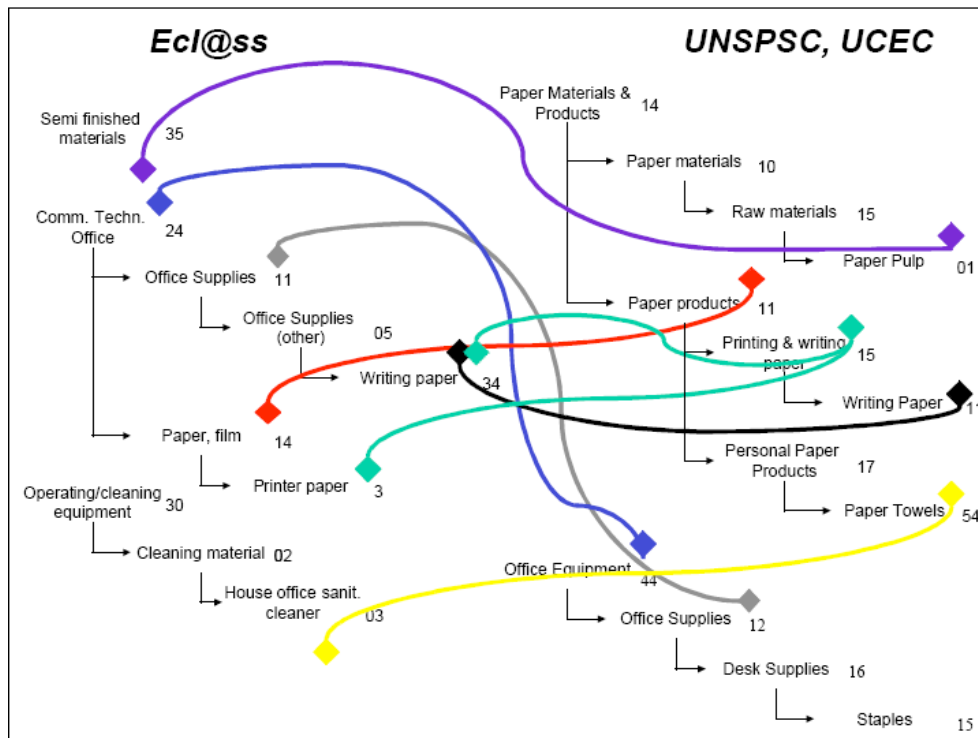 Ecl@ss
UNSPSC, UCEC
Semi finished
materials
35
Comm. Techn.
Office
24
Office Supplies
11
Office Supplies
(other)
05
Writing paper
34
Paper, film
14
Printer paper
3
Operating/cleaning
equipment
30
Cleaning material
02
House office sanit.
cleaner
03
Paper Materials &
Products
14
Paper materials
10
Raw materials
15
Paper Pulp
01
Paper products
11
Printing & writing
paper
15
Writing Paper
11
Personal Paper
Products
17
Paper Towels
54
Office Equipment
44
Office Supplies
12
Desk Supplies
16
Staples
15